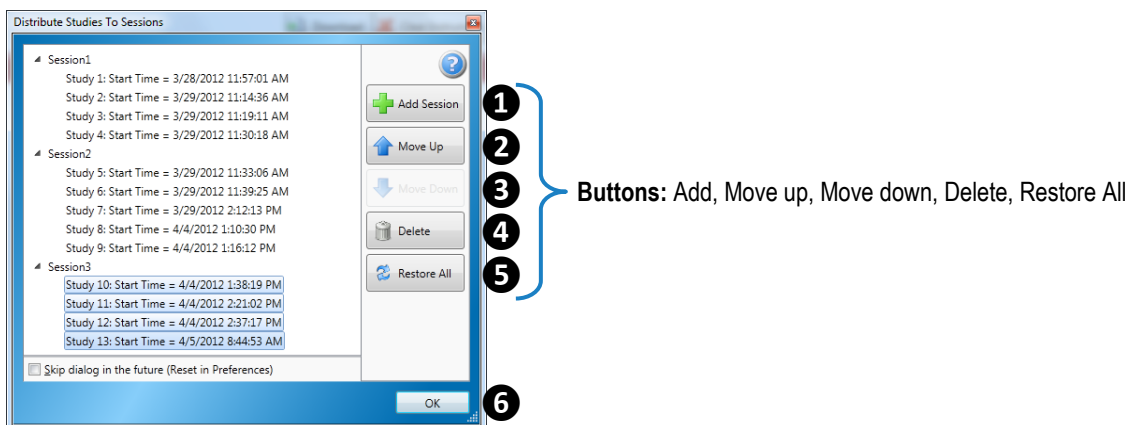 Distribute Studies To Sessions
Session1
Study 1: Start Time = 3/28/2012 11:57:01 AM
Study 2: Start Time = 3/29/2012 11:14:36 AM
Study 3: Start Time = 3/29/2012 11:19:11 AM
Study 4: Start Time = 3/29/2012 11:30:18 AM
Session2
Study 5: Start Time = 3/29/2012 11:33:06 AM
Study 6: Start Time = 3/29/2012 11:39:25 AM
Study 7: Start Time = 3/29/2012 2:12:13 PM
Study 8: Start Time = 4/4/2012 1:10:30 PM
Study 9: Start Time = 4/4/2012 1:16:12 PM
Session3
Study 10: Start Time = 4/4/2012 1:38:19 PM
Study 11: Start Time = 4/4/2012 2:21:02 PM
Study 12: Start Time = 4/4/2012 2:37:17 PM
Study 13: Start Time = 4/5/2012 8:44:53 AM
Skip dialog in the future (Reset in Preferences)
?
Add Session 1
Move Up 2
Move Down 3
Delete 4
Restore All 5
OK 6
Buttons: Add, Move up, Move down, Delete, Restore All